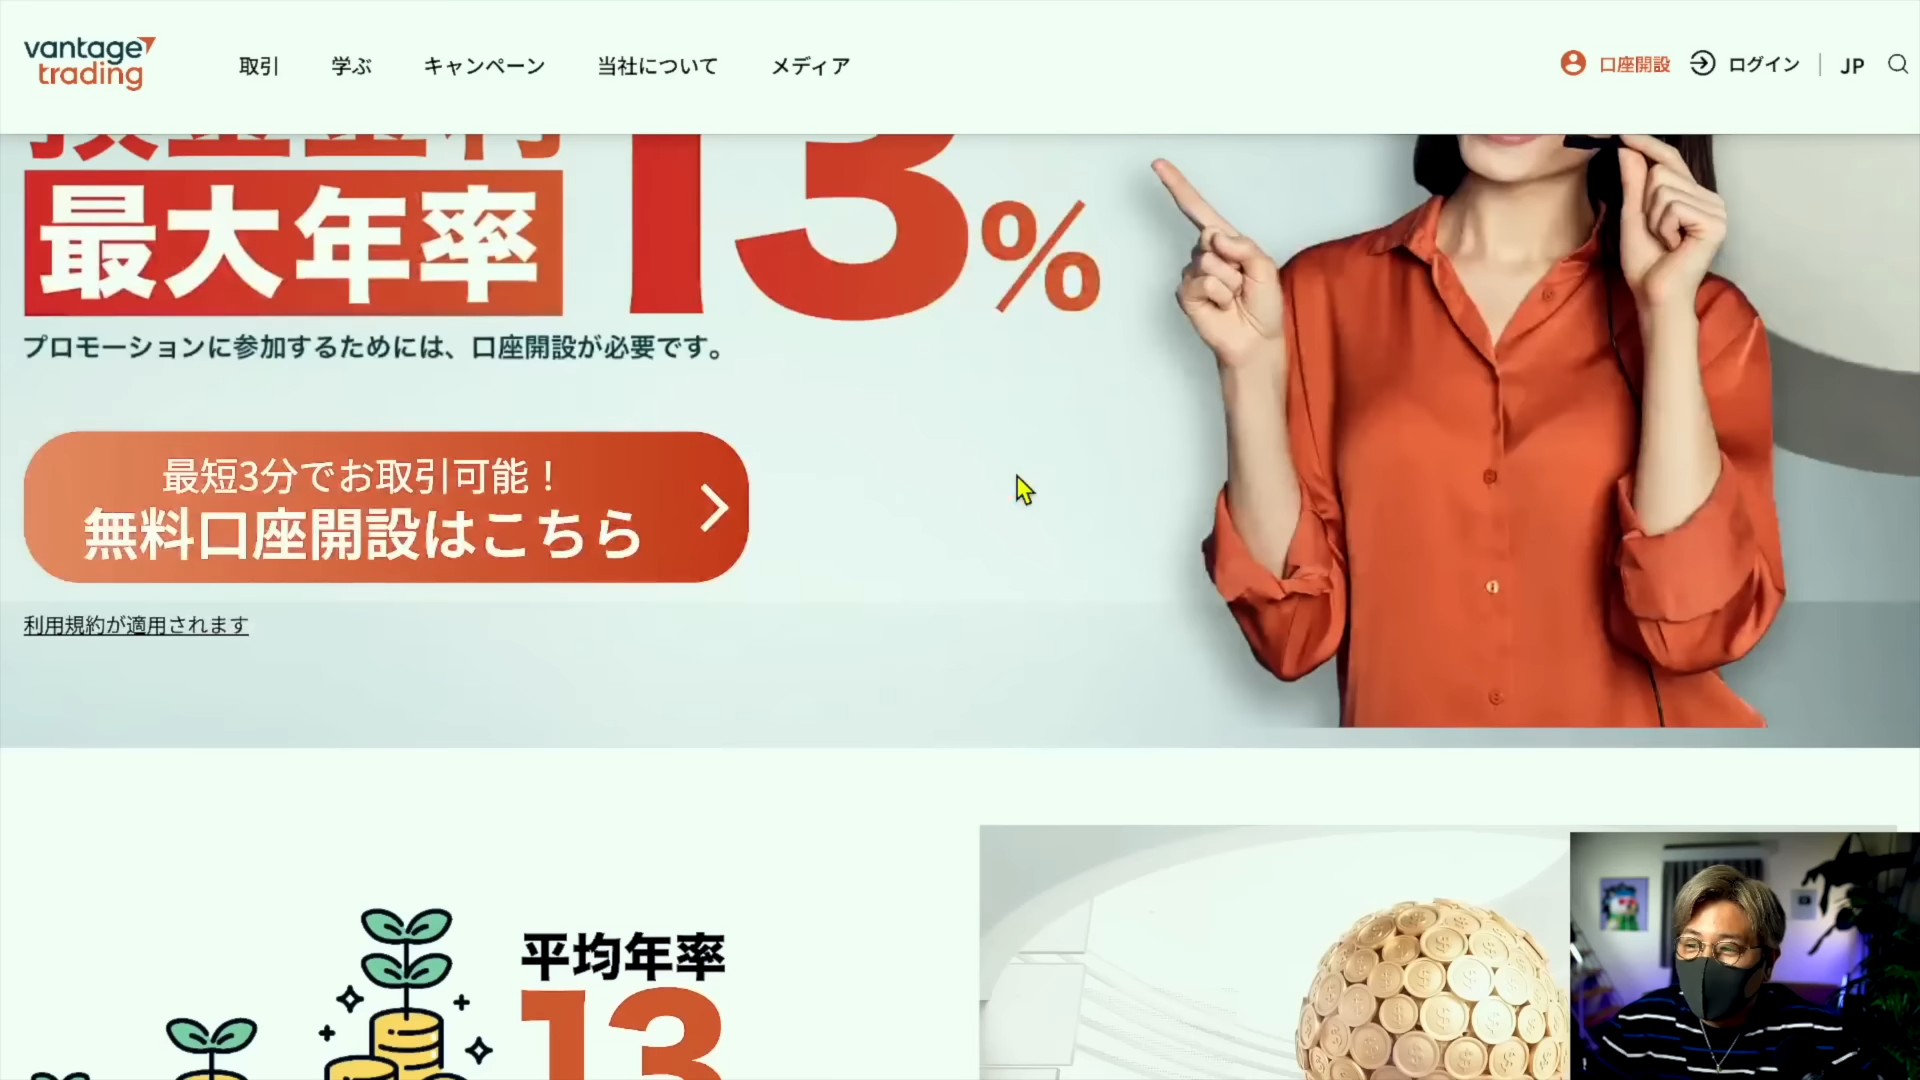 vantage
trading
取引
学ぶ
キャンペーン
当社について
メディア
口座開設
ログイン
JP
最大年率
13%
プロモーションに参加するためには、口座開設が必要です。
最短3分でお取引可能！
無料口座開設はこちら
利用規約が適用されます
平均年率
13